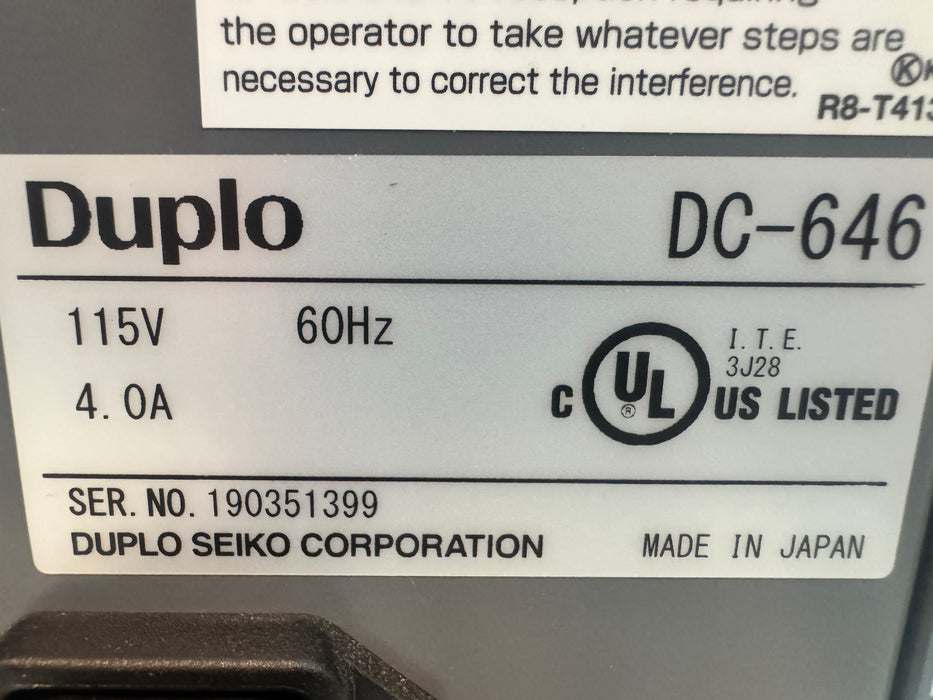 the operator to take whatever steps are
necessary to correct the interference.
R8-T413
Duplo
DC-646
115V 60Hz
4.0A
C UL ® US LISTED
I.T.E.
3J28
SER. NO. 190351399
DUPLO SEIKO CORPORATION
MADE IN JAPAN